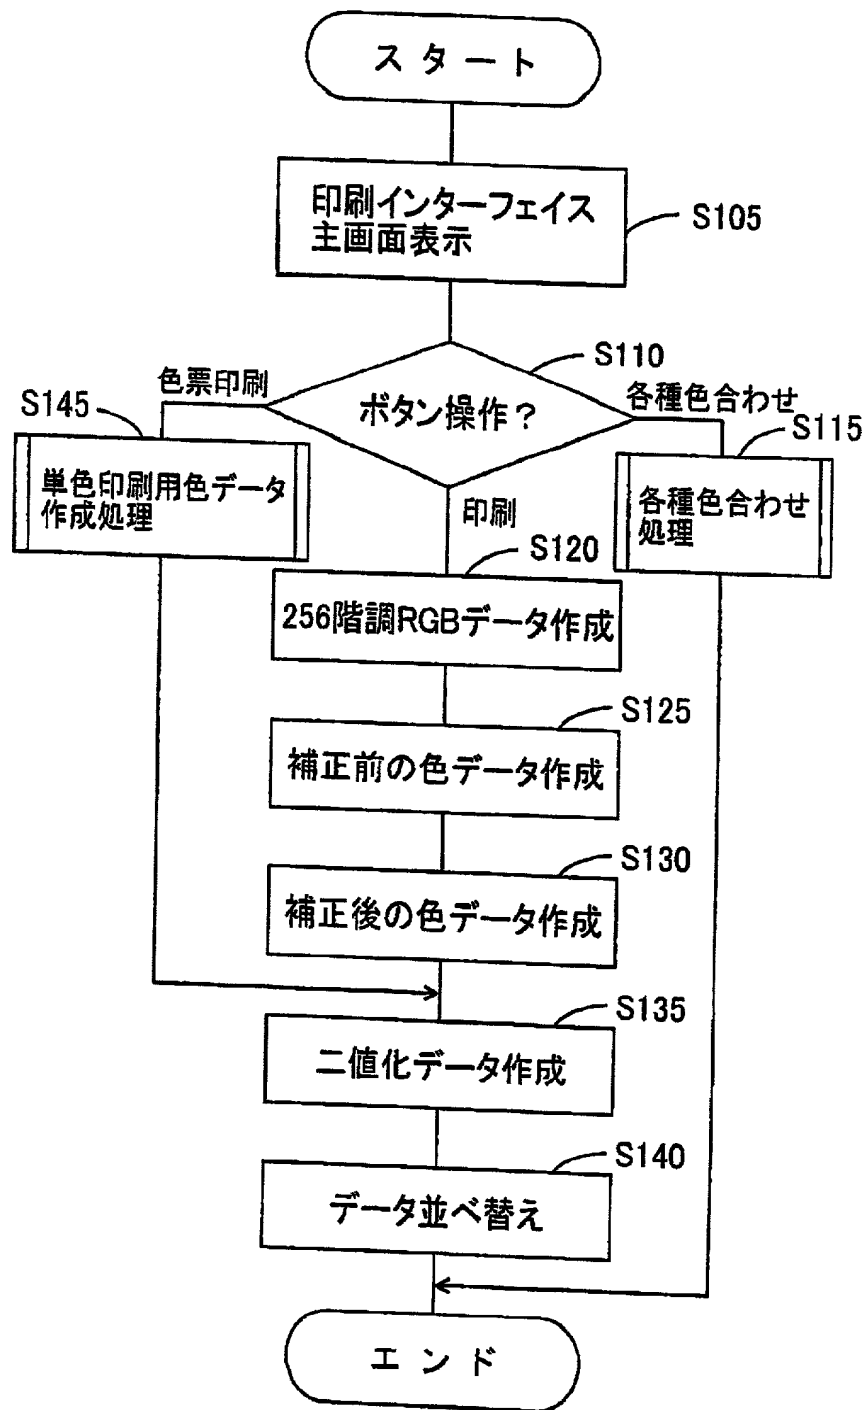 スタート
印刷インターフェイス
主画面表示
S105
S110
ボタン操作？
色票印刷
各種色合わせ
S145
S115
単色印刷用色データ
作成処理
印刷
各種色合わせ
処理
S120
256階調RGBデータ作成
S125
補正前の色データ作成
S130
補正後の色データ作成
S135
二値化データ作成
S140
データ並べ替え
エンド